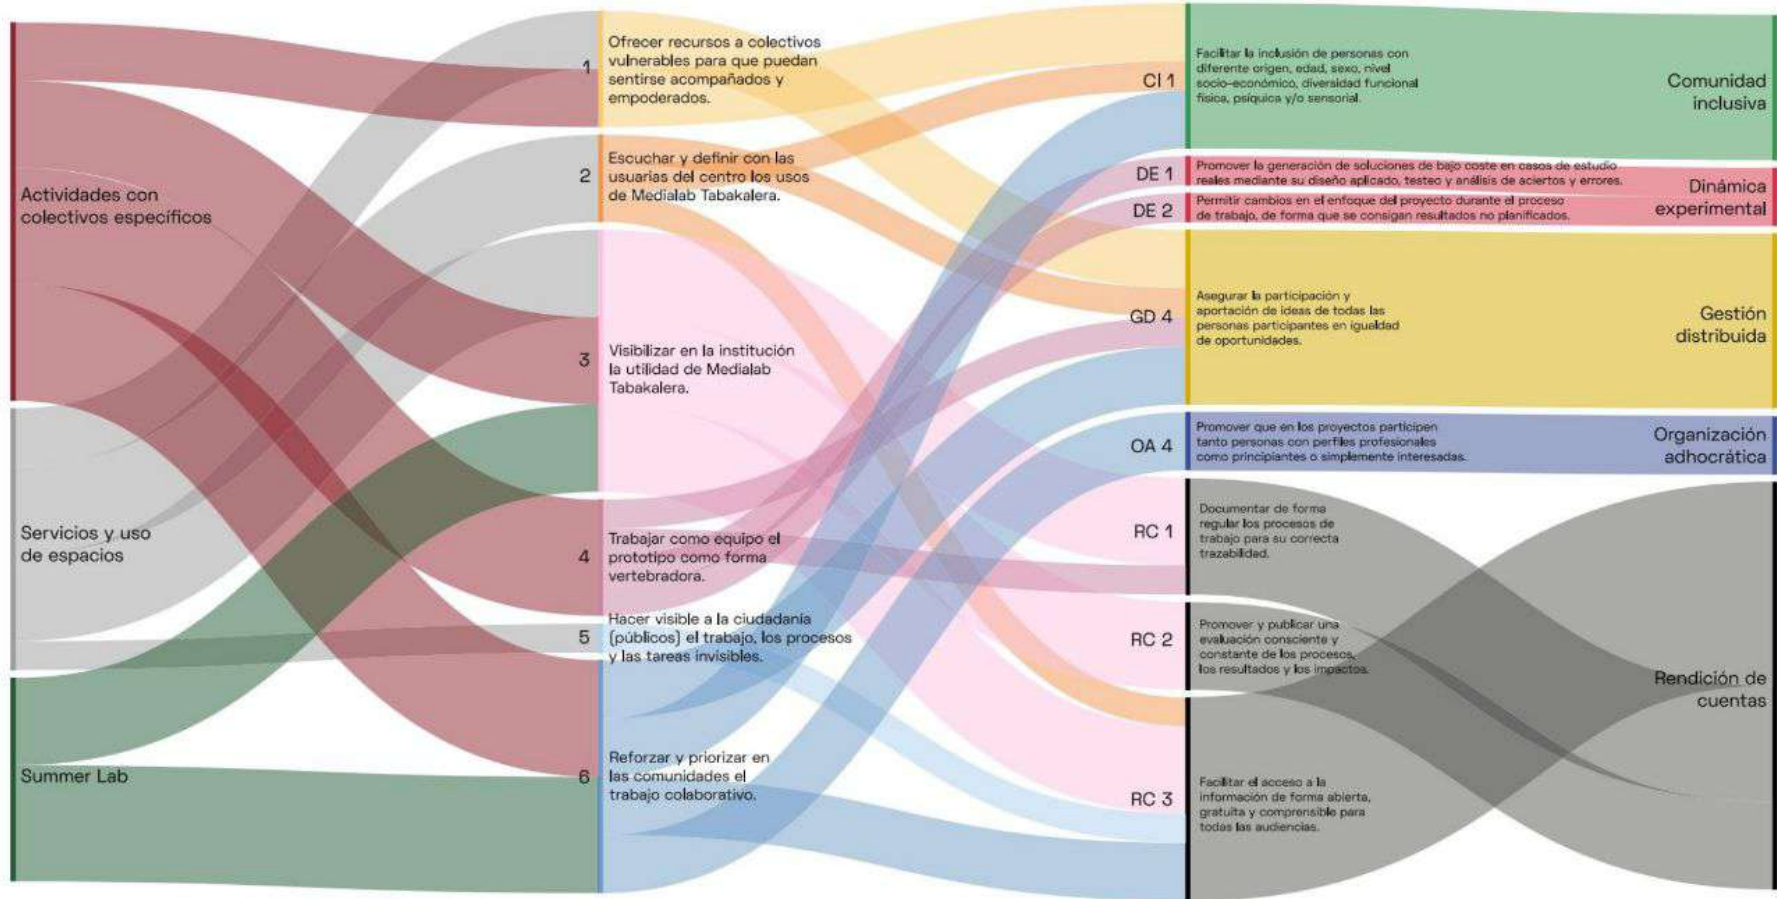 Actividades con
colectivos específicos
Servicios y uso
de espacios
Summer Lab
1
Ofrecer recursos a colectivos
vulnerables para que puedan
sentirse acompañados y
empoderados.
2
Escuchar y definir con las
usuarias del centro los usos
de Medialab Tabakalera.
3
Visibilizar en la institución
la utilidad de Medialab
Tabakalera.
4
Trabajar como equipo el
prototipo como forma
vertebradora.
5
Hacer visible a la ciudadanía
(públicos) el trabajo, los procesos
y las tareas invisibles.
6
Reforzar y priorizar en
las comunidades el
trabajo colaborativo.
CI 1
Facilitar la inclusión de personas con
diferente origen, edad, sexo, nivel
socio-económico, diversidad funcional
física, psíquica y/o sensorial.
DE 1
Promover la generación de soluciones de bajo coste en casos de estudio
reales mediante su diseño aplicado, testeo y análisis de aciertos y errores.
DE 2
Permitir cambios en el enfoque del proyecto durante el proceso
de trabajo, de forma que se consigan resultados no planificados.
GD 4
Asegurar la participación y
aportación de ideas de todas las
personas participantes en igualdad
de oportunidades.
OA 4
Promover que en los proyectos participen
tanto personas con perfiles profesionales
como principiantes o simplemente interesadas.
RC 1
Documentar de forma
regular los procesos de
trabajo para su correcta
trazabilidad.
RC 2
Promover y publicar una
evaluación consciente y
constante de los procesos,
los resultados y los impactos.
RC 3
Facilitar el acceso a la
información de forma abierta,
gratuita y comprensible para
todas las audiencias.
Comunidad
inclusiva
Dinámica
experimental
Gestión
distribuida
Organización
adhocrática
Rendición de
cuentas